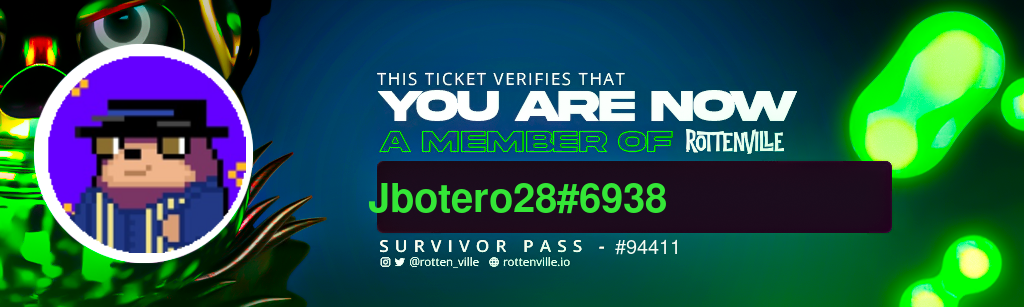 THIS TICKET VERIFIES THAT
YOU ARE NOW
A MEMBER OF ROTTENVILLE
Jbotero28#6938
SURVIVOR PASS - #94411
@rotten_ville rottenville.io